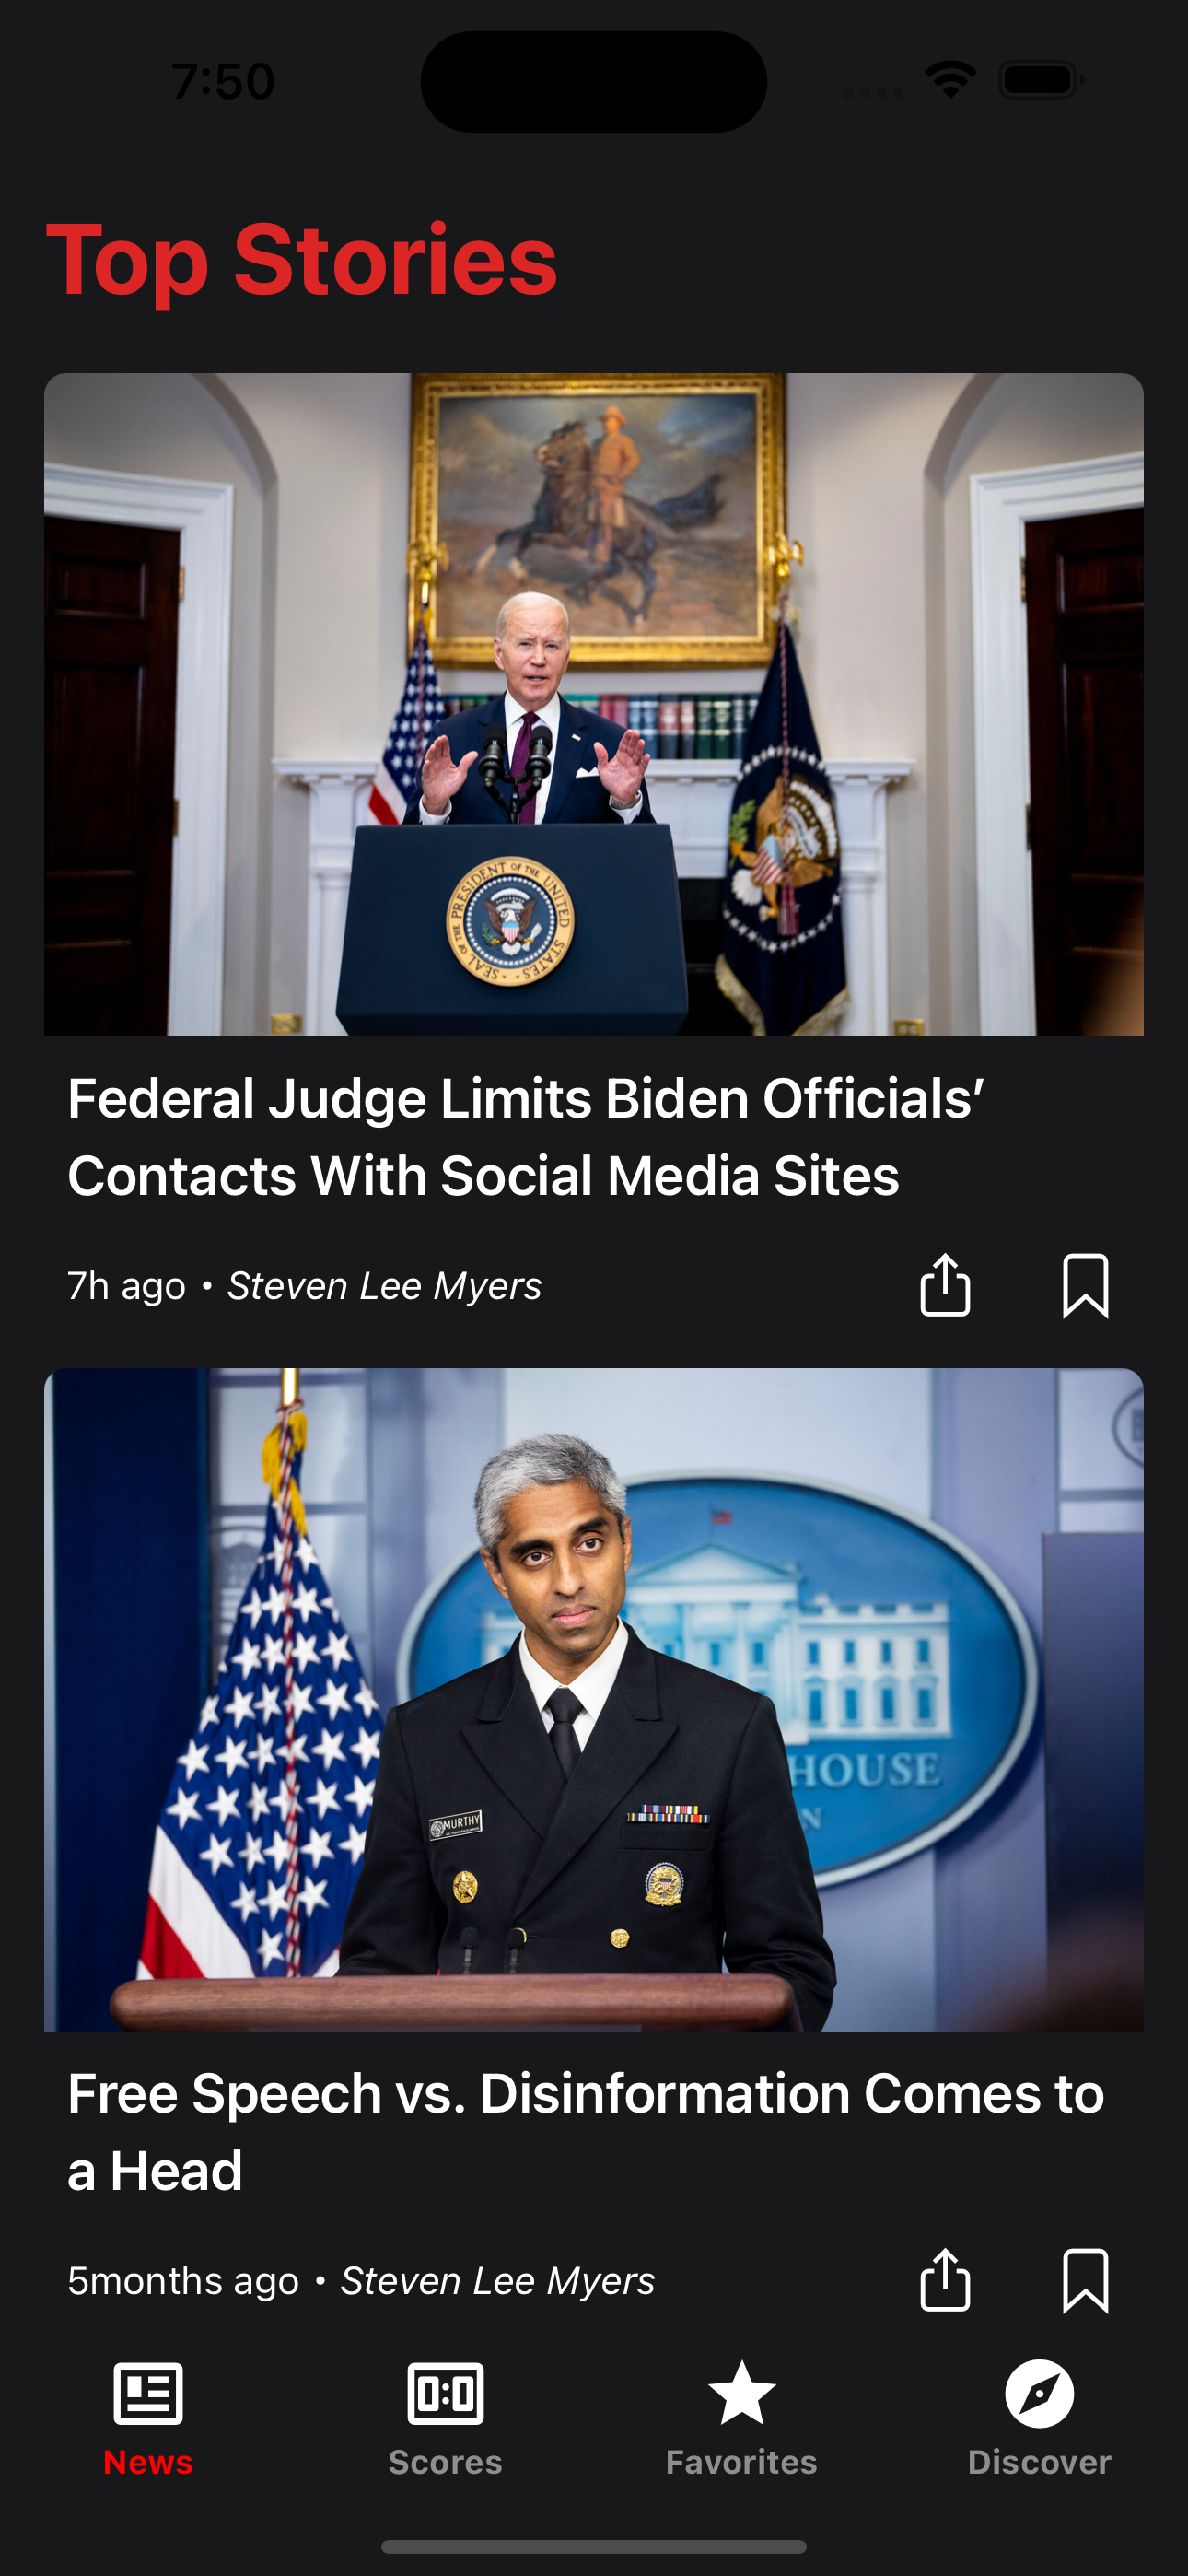 7:50
Top Stories
SEAL OF THE PRESIDENT OF THE UNITED STATES
Federal Judge Limits Biden Officials’
Contacts With Social Media Sites
7h ago • Steven Lee Myers
MURTHY
HOUSE
N
Free Speech vs. Disinformation Comes to
a Head
5months ago • Steven Lee Myers
0:0
News
Scores
Favorites
Discover